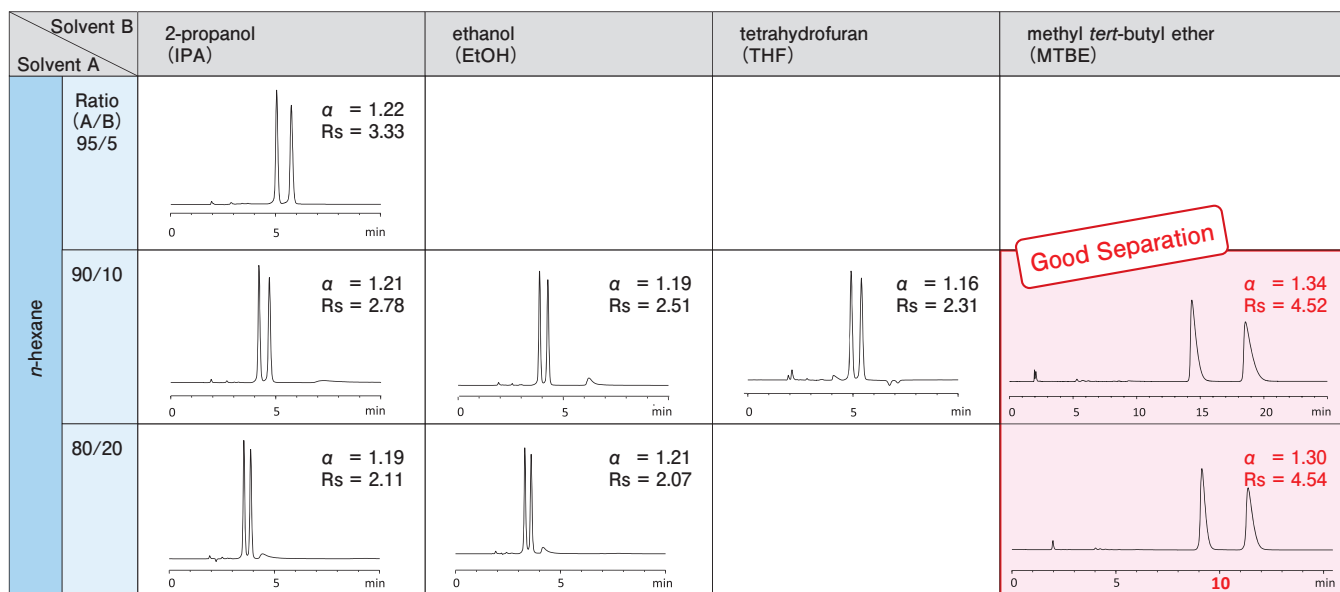 Solvent B
Solvent A
2-propanol
(IPA)
ethanol
(EtOH)
tetrahydrofuran
(THF)
methyl tert-butyl ether
(MTBE)
n-hexane
Ratio
(A/B)
95/5
α = 1.22
Rs = 3.33
0 5 min
90/10
α = 1.21
Rs = 2.78
0 5 min
α = 1.19
Rs = 2.51
0 5 min
α = 1.16
Rs = 2.31
0 5 min
Good Separation
α = 1.34
Rs = 4.52
0 5 10 15 20 min
80/20
α = 1.19
Rs = 2.11
0 5 min
α = 1.21
Rs = 2.07
0 5 min
α = 1.30
Rs = 4.54
0 5 10 min